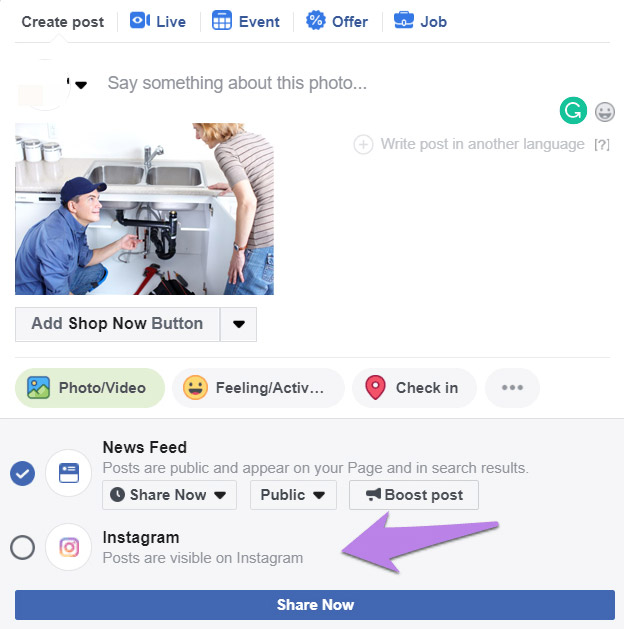 Create post
Live
Event
Offer
Job
Say something about this photo...
Write post in another language [?]
Add Shop Now Button
Photo/Video
Feeling/Activ...
Check in
News Feed
Posts are public and appear on your Page and in search results.
Share Now
Public
Boost post
Instagram
Posts are visible on Instagram
Share Now